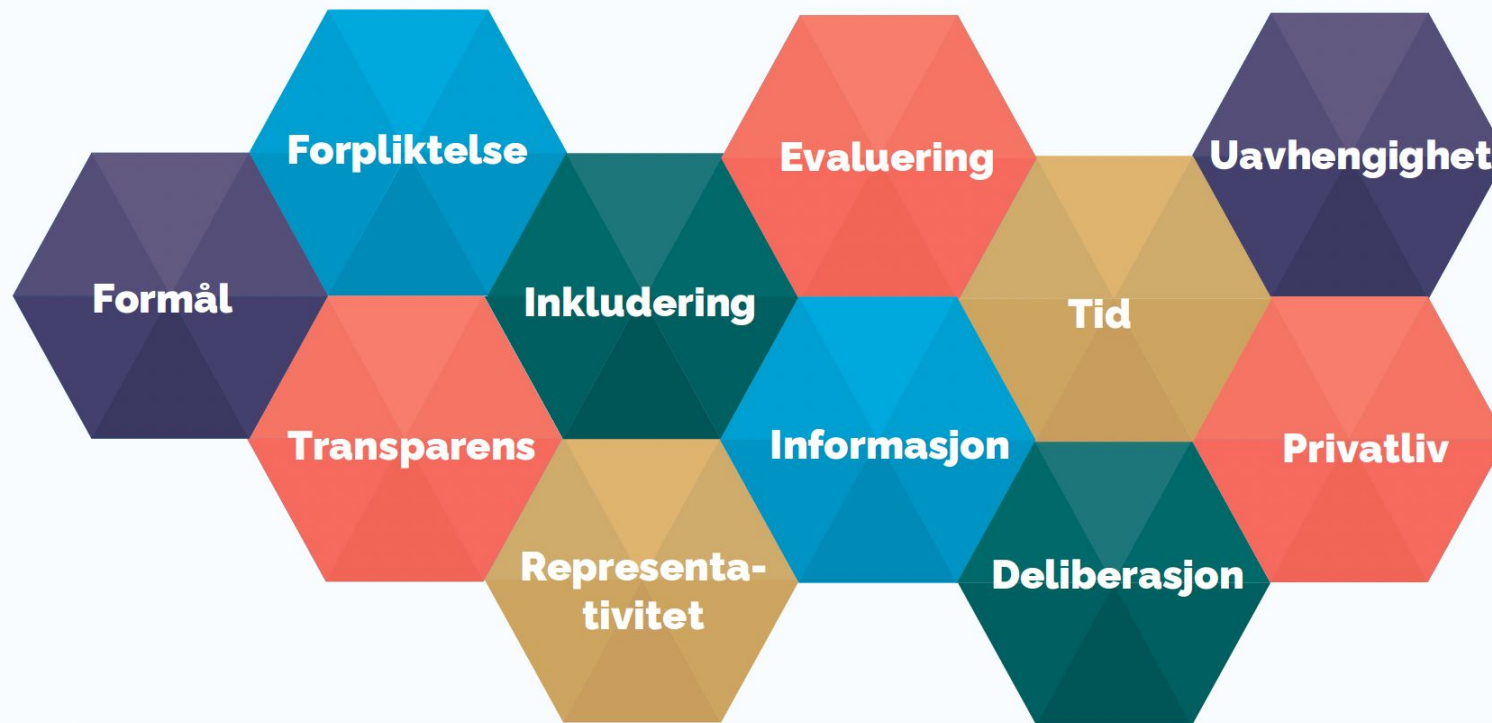 Forpliktelse
Evaluering
Uavhengighet
Formål
Inkludering
Tid
Transparens
Informasjon
Privatliv
Representa-
tivitet
Deliberasjon